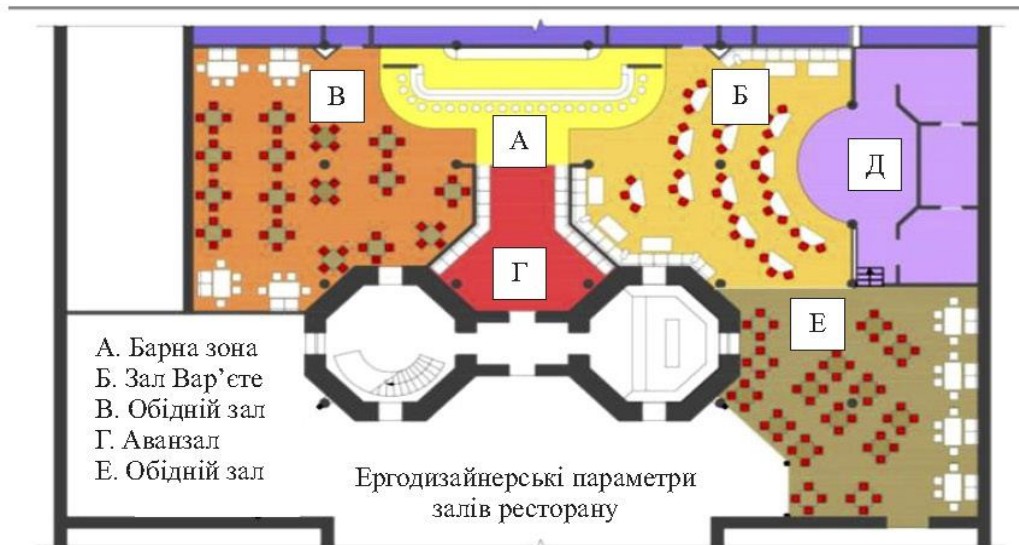 В
А
Б
Д
Г
Е
А. Барна зона
Б. Зал Вар’єте
В. Обідній зал
Г. Аванзал
Е. Обідній зал
Ергодизайнерські параметри
залів ресторану